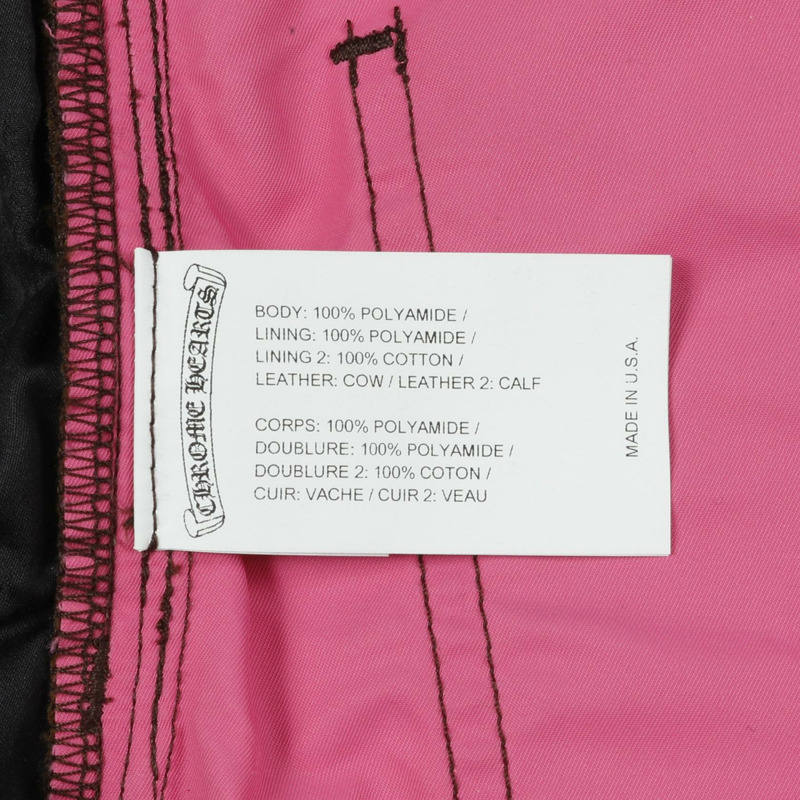 CHROME HEARTS
BODY: 100% POLYAMIDE /
LINING: 100% POLYAMIDE /
LINING 2: 100% COTTON /
LEATHER: COW / LEATHER 2: CALF
CORPS: 100% POLYAMIDE /
DOUBLURE: 100% POLYAMIDE /
DOUBLURE 2: 100% COTON /
CUIR: VACHE / CUIR 2: VEAU
MADE IN U.S.A.